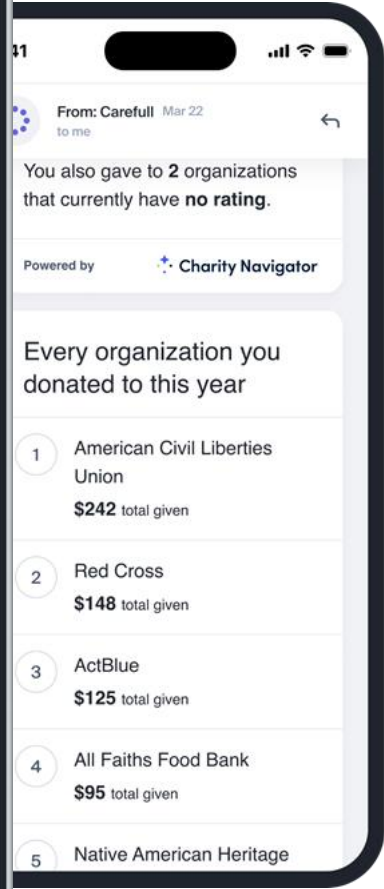 41
From: Carefull Mar 22
to me
You also gave to 2 organizations
that currently have no rating.
Powered by Charity Navigator
Every organization you
donated to this year
1 American Civil Liberties
Union
$242 total given
2 Red Cross
$148 total given
3 ActBlue
$125 total given
4 All Faiths Food Bank
$95 total given
5 Native American Heritage